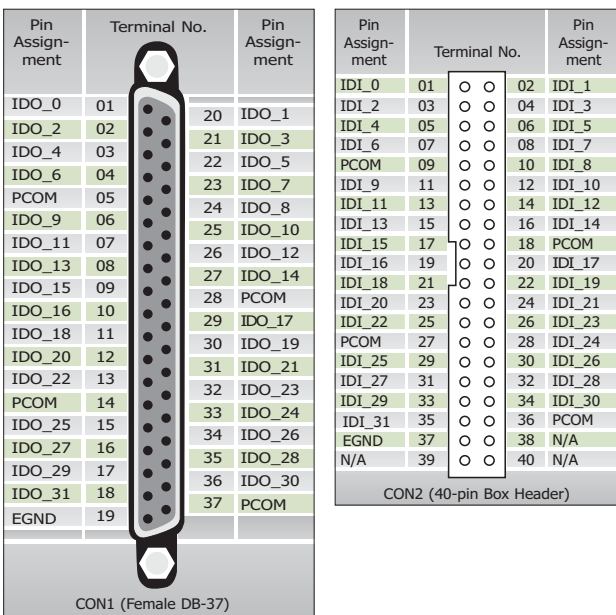 Pin Assign- ment Terminal No. Pin Assign- ment
IDO_0 01 20 IDO_1
IDO_2 02 21 IDO_3
IDO_4 03 22 IDO_5
IDO_6 04 23 IDO_7
PCOM 05 24 IDO_8
IDO_9 06 25 IDO_10
IDO_11 07 26 IDO_12
IDO_13 08 27 IDO_14
IDO_15 09 28 PCOM
IDO_16 10 29 IDO_17
IDO_18 11 30 IDO_19
IDO_20 12 31 IDO_21
IDO_22 13 32 IDO_23
PCOM 14 33 IDO_24
IDO_25 15 34 IDO_26
IDO_27 16 35 IDO_28
IDO_29 17 36 IDO_30
IDO_31 18 37 PCOM
EGND 19
CON1 (Female DB-37)
Pin Assign- ment Terminal No. Pin Assign- ment
IDI_0 01 02 IDI_1
IDI_2 03 04 IDI_3
IDI_4 05 06 IDI_5
IDI_6 07 08 IDI_7
PCOM 09 10 IDI_8
IDI_9 11 12 IDI_10
IDI_11 13 14 IDI_12
IDI_13 15 16 IDI_14
IDI_15 17 18 PCOM
IDI_16 19 20 IDI_17
IDI_18 21 22 IDI_19
IDI_20 23 24 IDI_21
IDI_22 25 26 IDI_23
PCOM 27 28 IDI_24
IDI_25 29 30 IDI_26
IDI_27 31 32 IDI_28
IDI_29 33 34 IDI_30
IDI_31 35 36 PCOM
EGND 37 38 N/A
N/A 39 40 N/A
CON2 (40-pin Box Header)